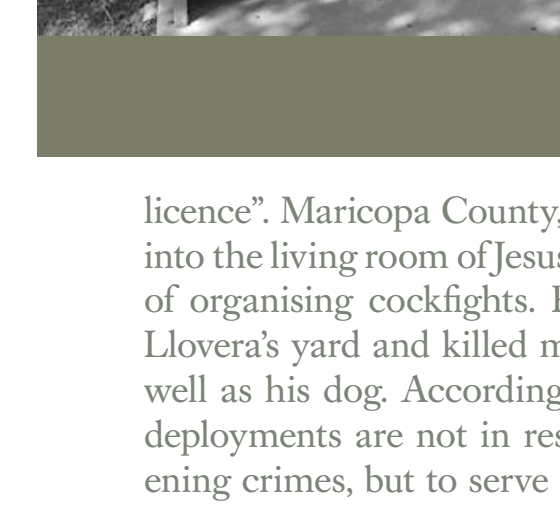 licence”. Maricopa County,
into the living room of Jesus
of organising cockfights.
Llovera’s yard and killed
well as his dog. According
deployments are not in
ening crimes, but to serve